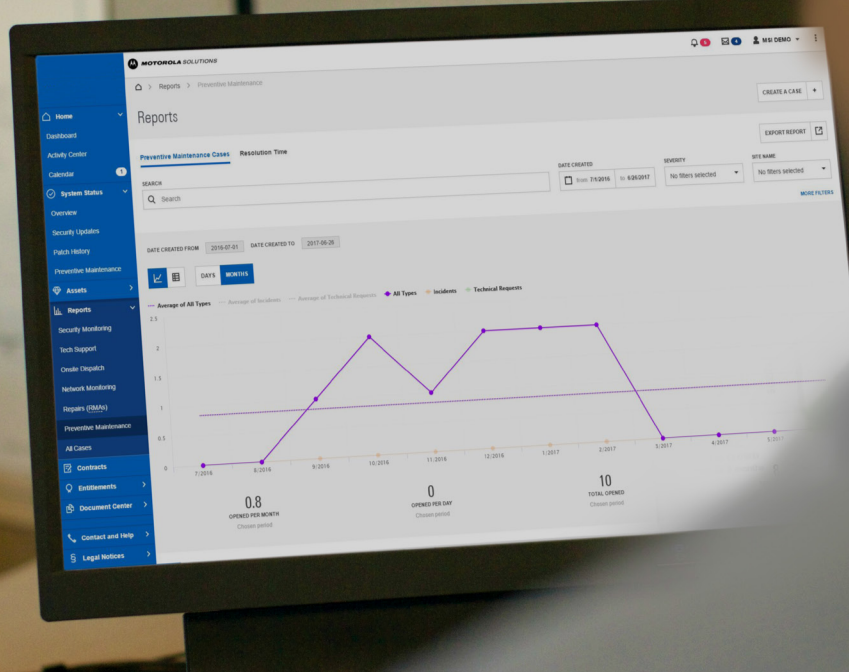 MOTOROLA SOLUTIONS
5
4
MSI DEMO
Reports > Preventive Maintenance
Reports
CREATE A CASE +
EXPORT REPORT
Preventive Maintenance Cases
Resolution Time
SEARCH
Search
DATE CREATED
from 7/1/2016 to 6/26/2017
SEVERITY
No filters selected
SITE NAME
No filters selected
MORE FILTERS
DATE CREATED FROM 2016-07-01 DATE CREATED TO 2017-06-26
DAYS MONTHS
Average of All Types Average of Incidents Average of Technical Requests All Types Incidents Technical Requests
2.5
2
1.5
1
0.5
0
7/2016 8/2016 9/2016 10/2016 11/2016 12/2016 1/2017 2/2017 3/2017 4/2017 5/2017
0.8
OPENED PER MONTH
Chosen period
0
OPENED PER DAY
Chosen period
10
TOTAL OPENED
Chosen period
Home
Dashboard
Activity Center
Calendar 1
System Status
Overview
Security Updates
Patch History
Preventive Maintenance
Assets
Reports
Security Monitoring
Tech Support
Onsite Dispatch
Network Monitoring
Repairs (RMAs)
Preventive Maintenance
All Cases
Contracts
Entitlements
Document Center
Contact and Help
Legal Notices